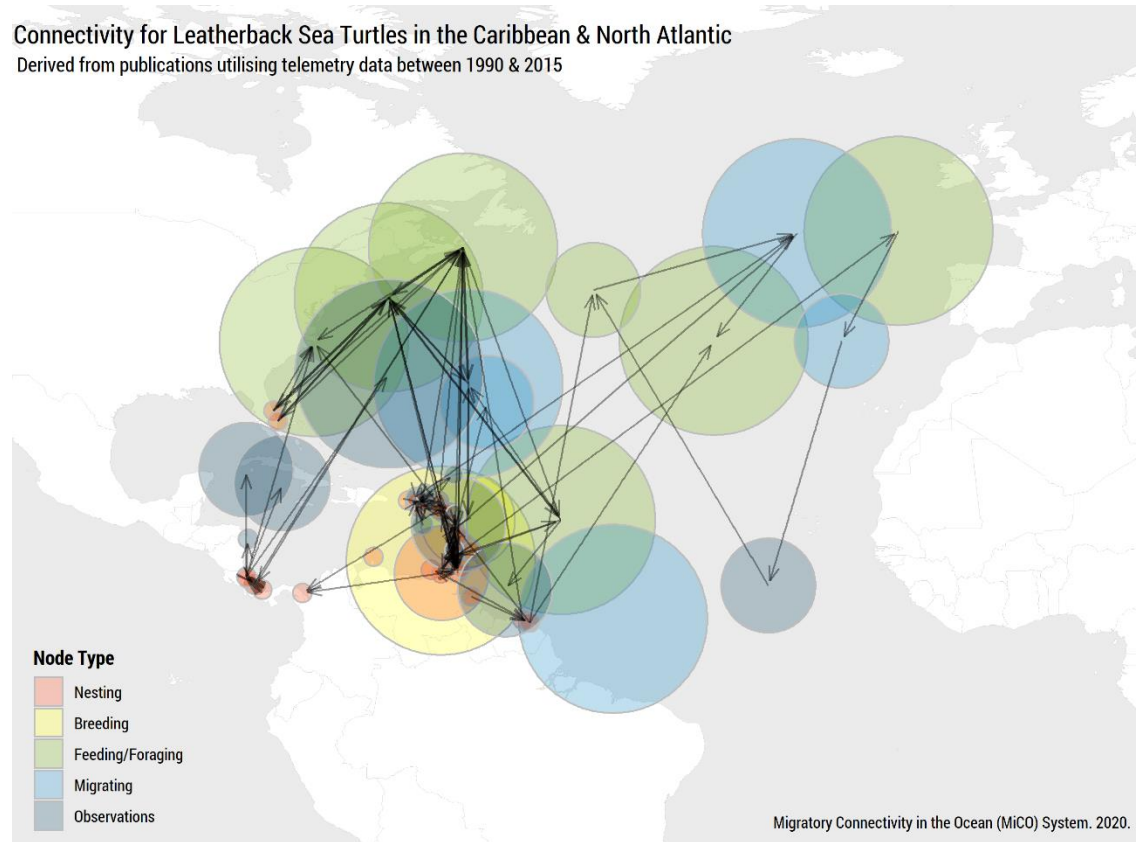 Connectivity for Leatherback Sea Turtles in the Caribbean & North Atlantic
Derived from publications utilising telemetry data between 1990 & 2015
Node Type
Nesting
Breeding
Feeding/Foraging
Migrating
Observations
Migratory Connectivity in the Ocean (MiCO) System. 2020.